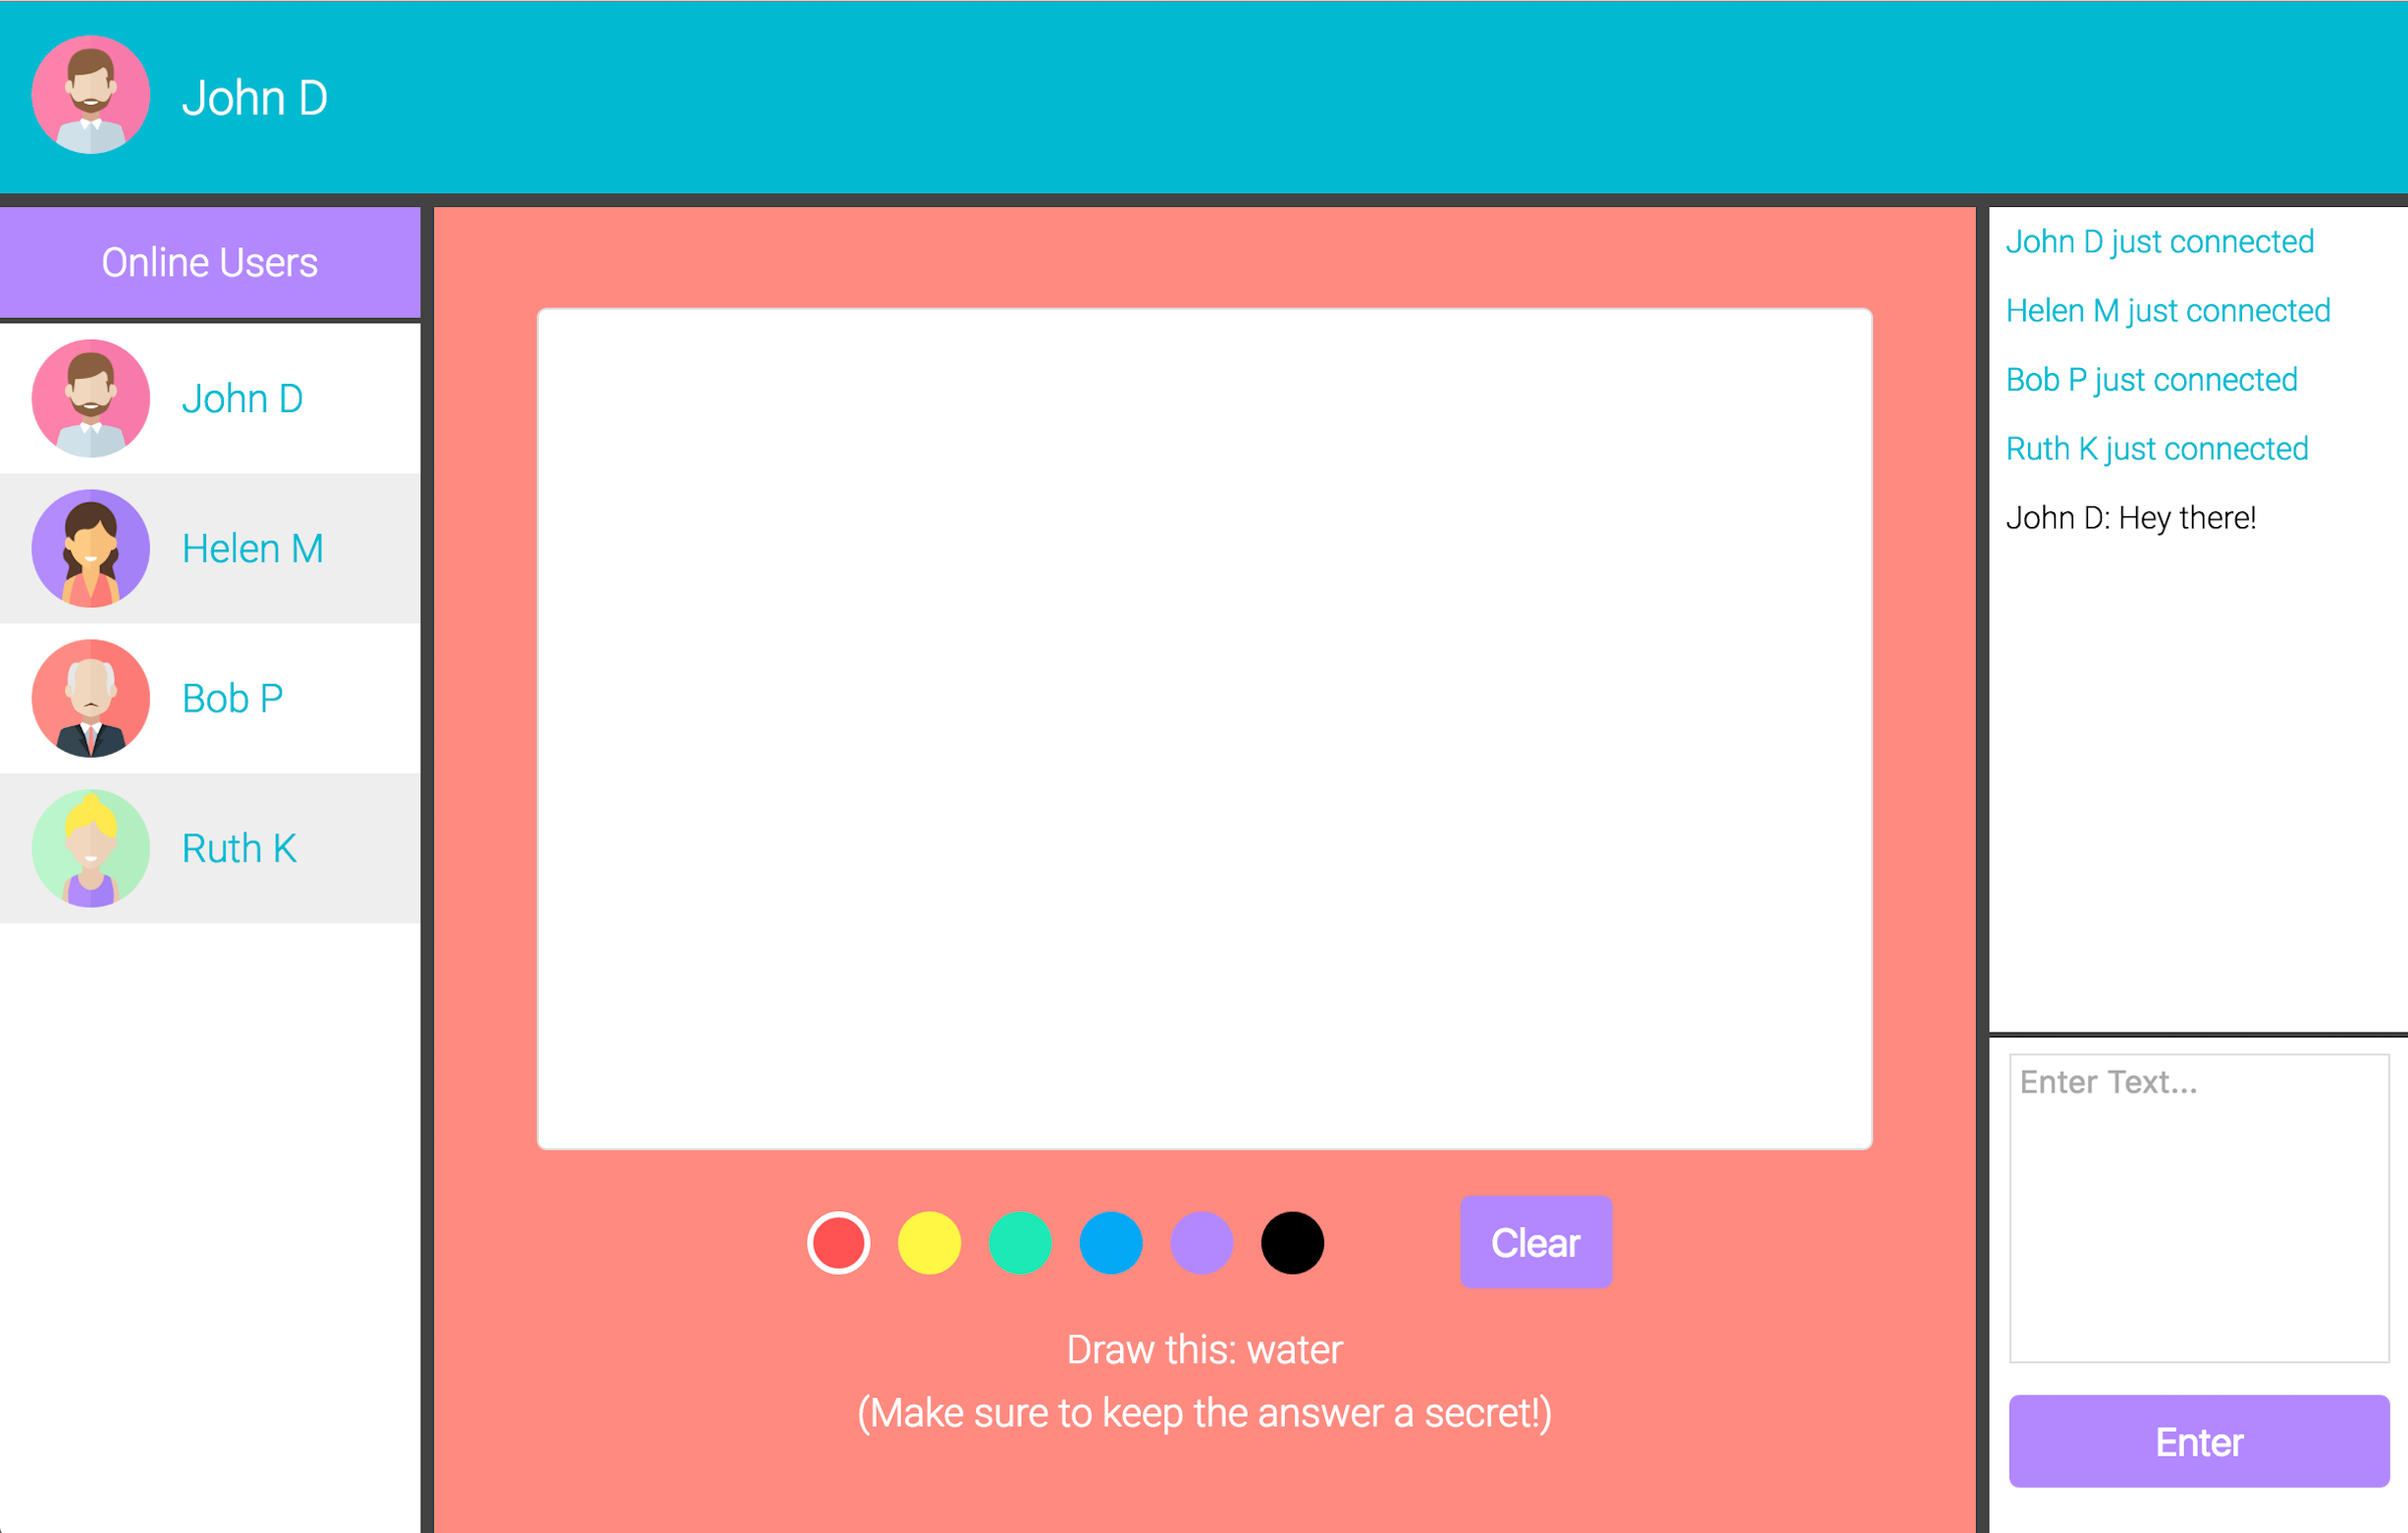 John D
Online Users
John D
Helen M
Bob P
Ruth K
Clear
Draw this: water
(Make sure to keep the answer a secret!)
John D just connected
Helen M just connected
Bob P just connected
Ruth K just connected
John D: Hey there!
Enter Text...
Enter